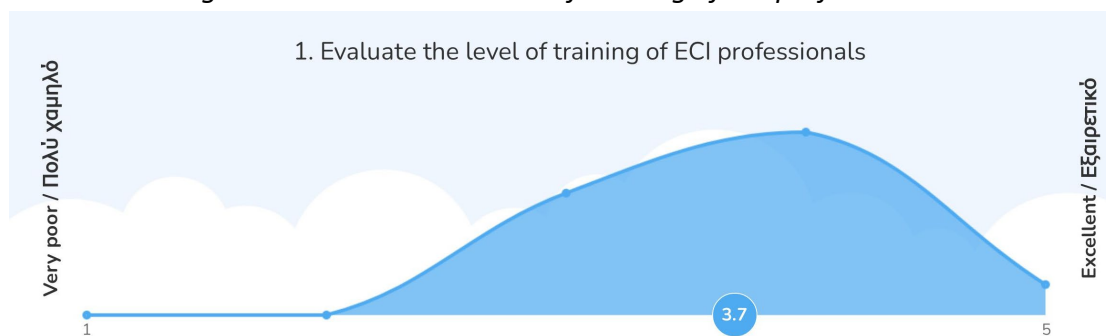 1. Evaluate the level of training of ECI professionals
Very poor / Πολύ χαμηλό
Excellent / Εξαιρετικό
3.7
1
5